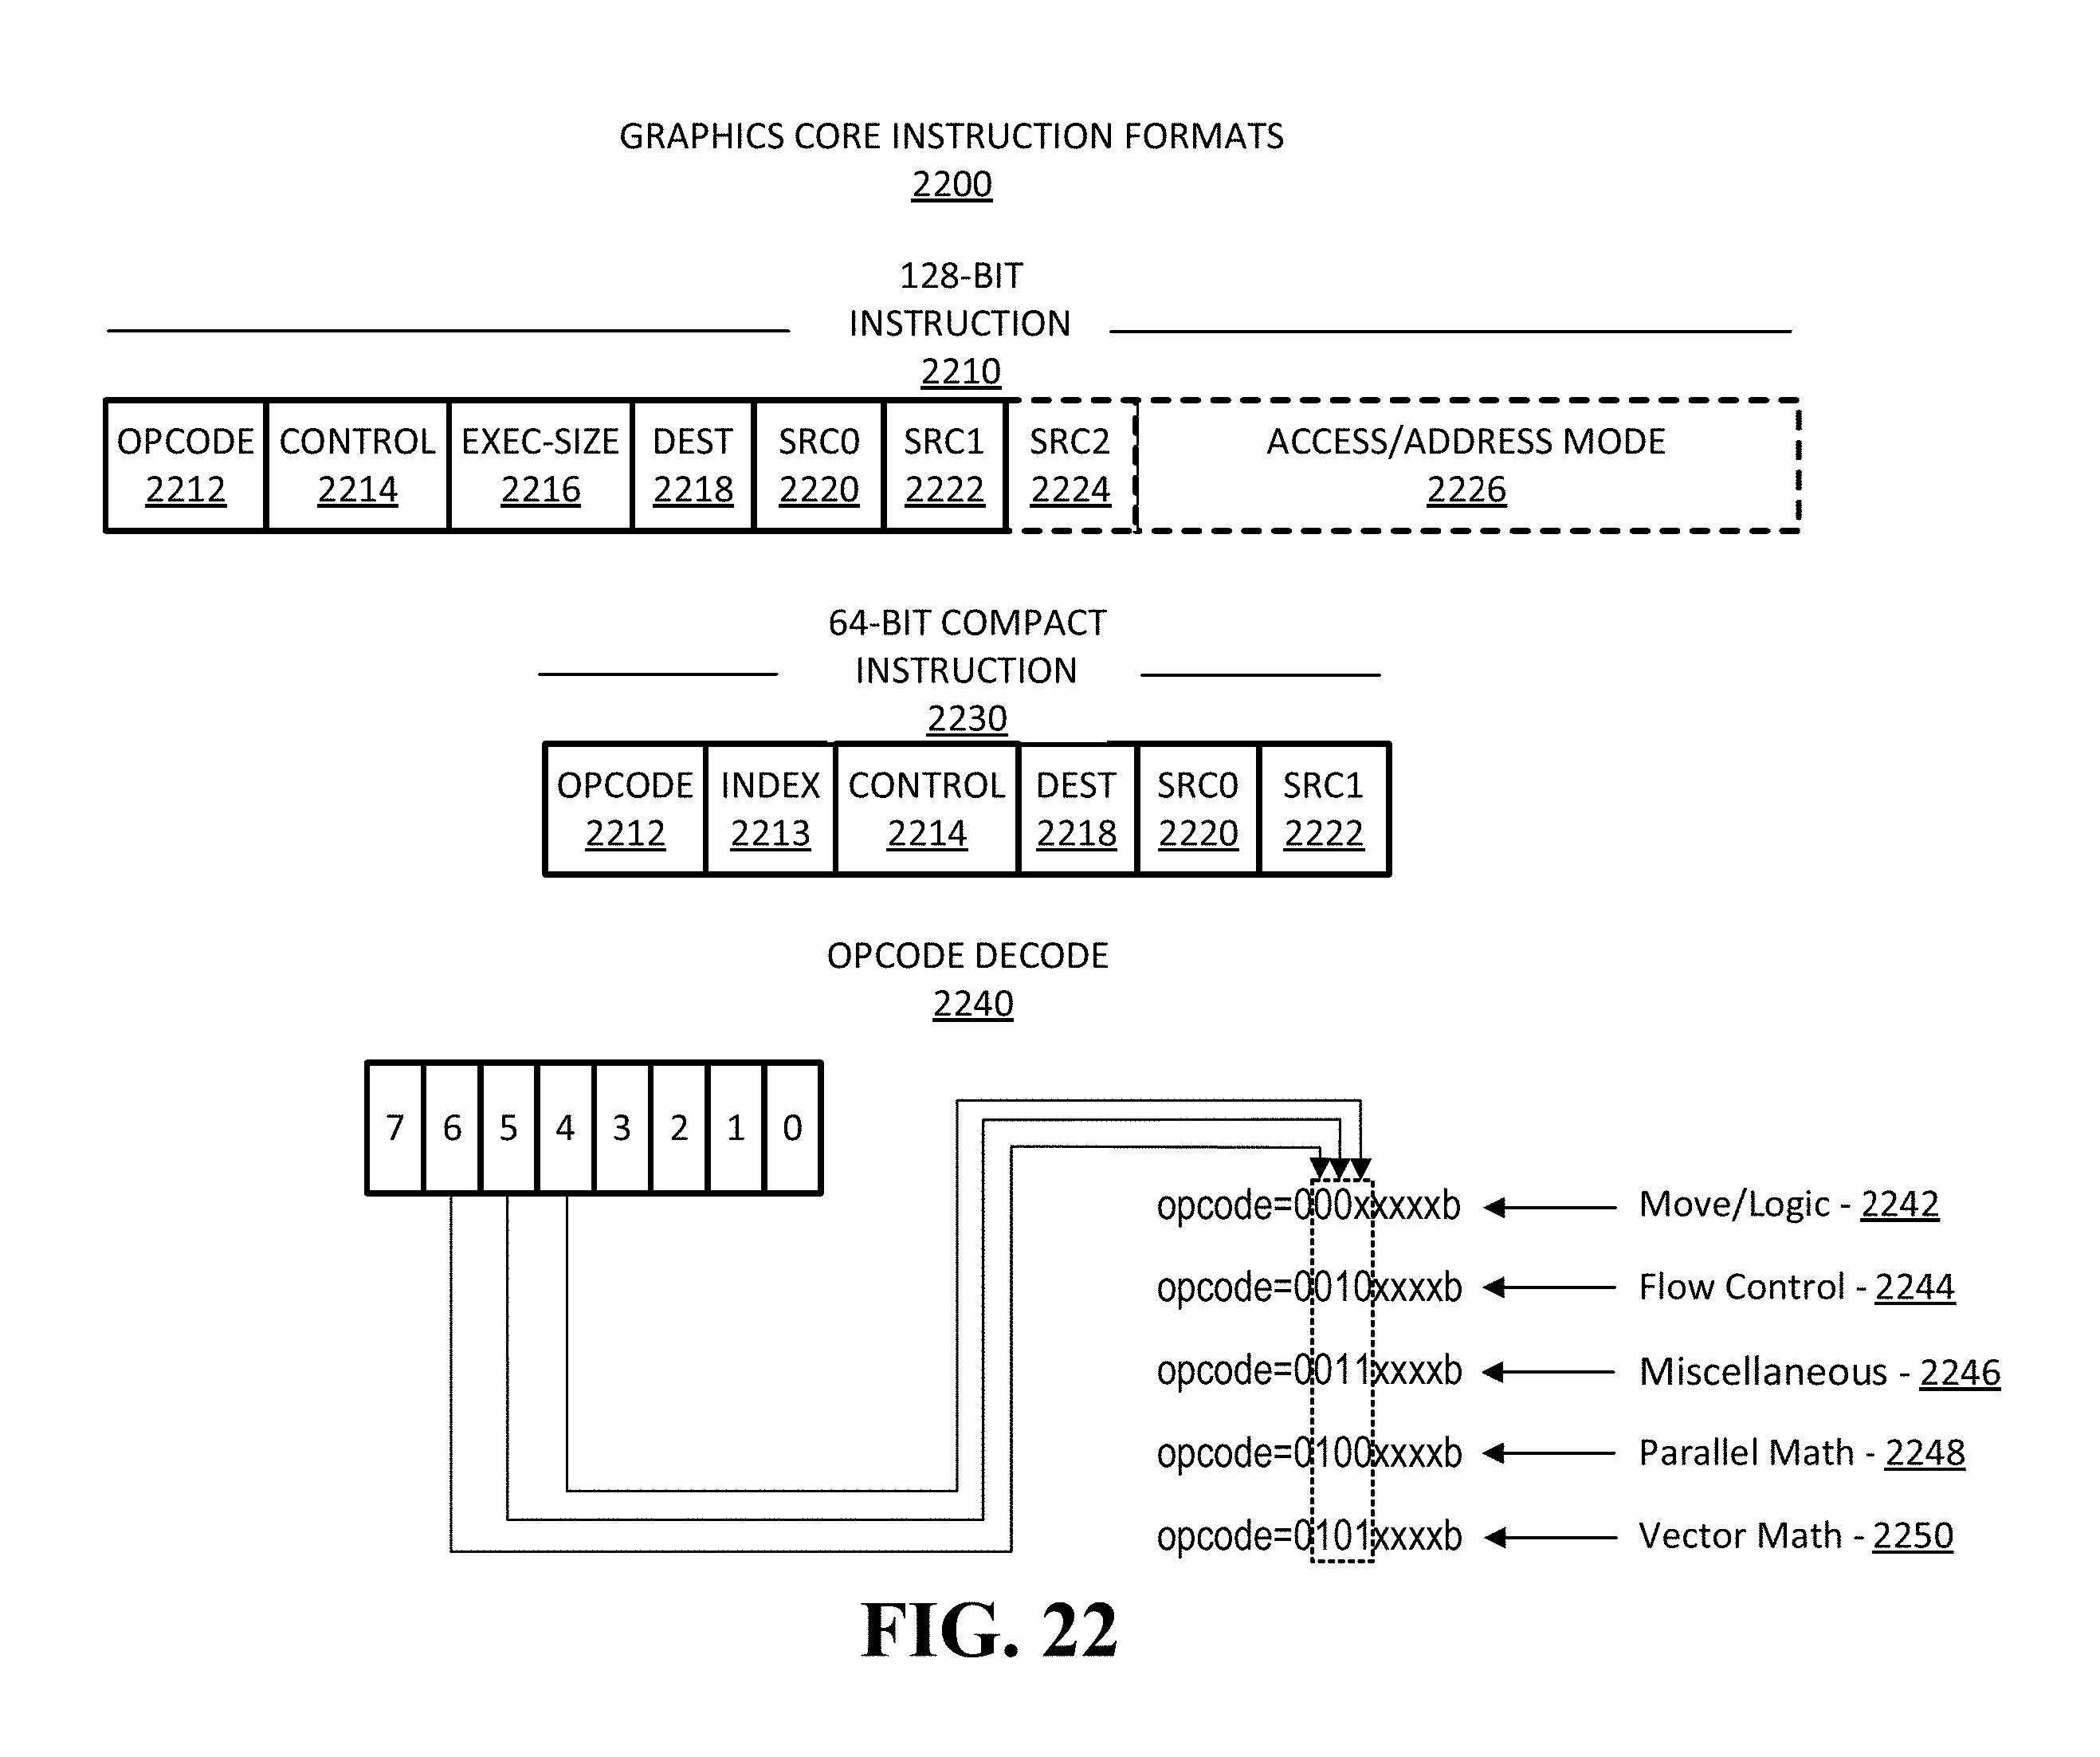 GRAPHICS CORE INSTRUCTION FORMATS
2200
128-BIT
INSTRUCTION
2210
OPCODE CONTROL EXEC-SIZE DEST SRC0 SRC1 SRC2 ACCESS/ADDRESS MODE
2212 2214 2216 2218 2220 2222 2224 2226
64-BIT COMPACT
INSTRUCTION
2230
OPCODE INDEX CONTROL DEST SRC0 SRC1
2212 2213 2214 2218 2220 2222
OPCODE DECODE
2240
7 6 5 4 3 2 1 0
opcode=000xxxxxb Move/Logic - 2242
opcode=0010xxxxb Flow Control - 2244
opcode=0011xxxxb Miscellaneous - 2246
opcode=0100xxxxb Parallel Math - 2248
opcode=0101xxxxb Vector Math - 2250
FIG. 22